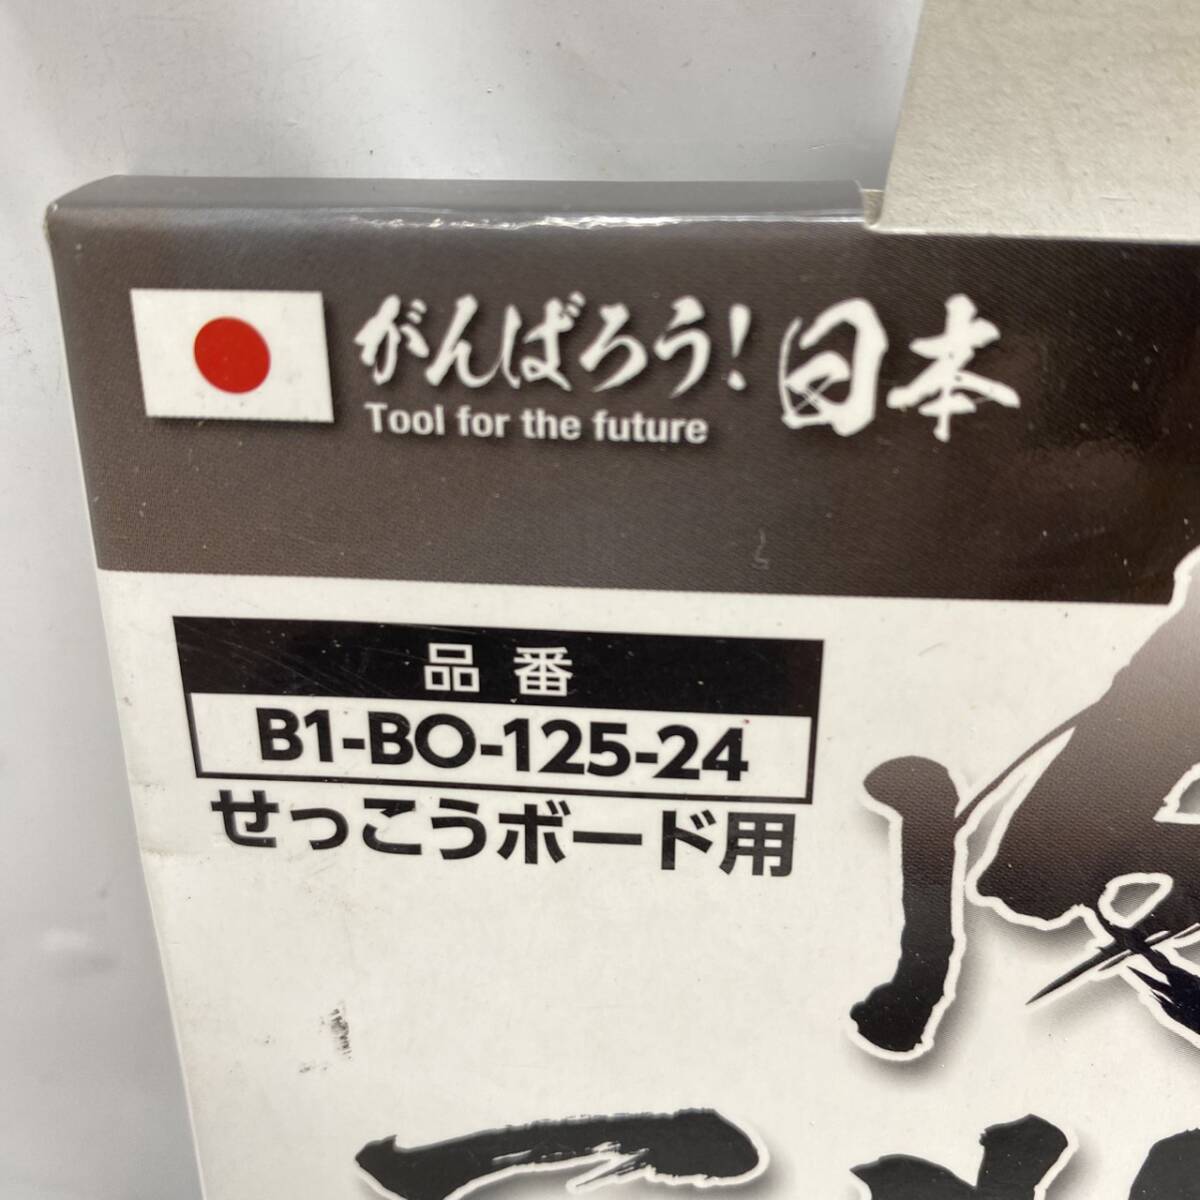 がんばろう！日本
Tool for the future
品番
B1-BO-125-24
せっこうボード用